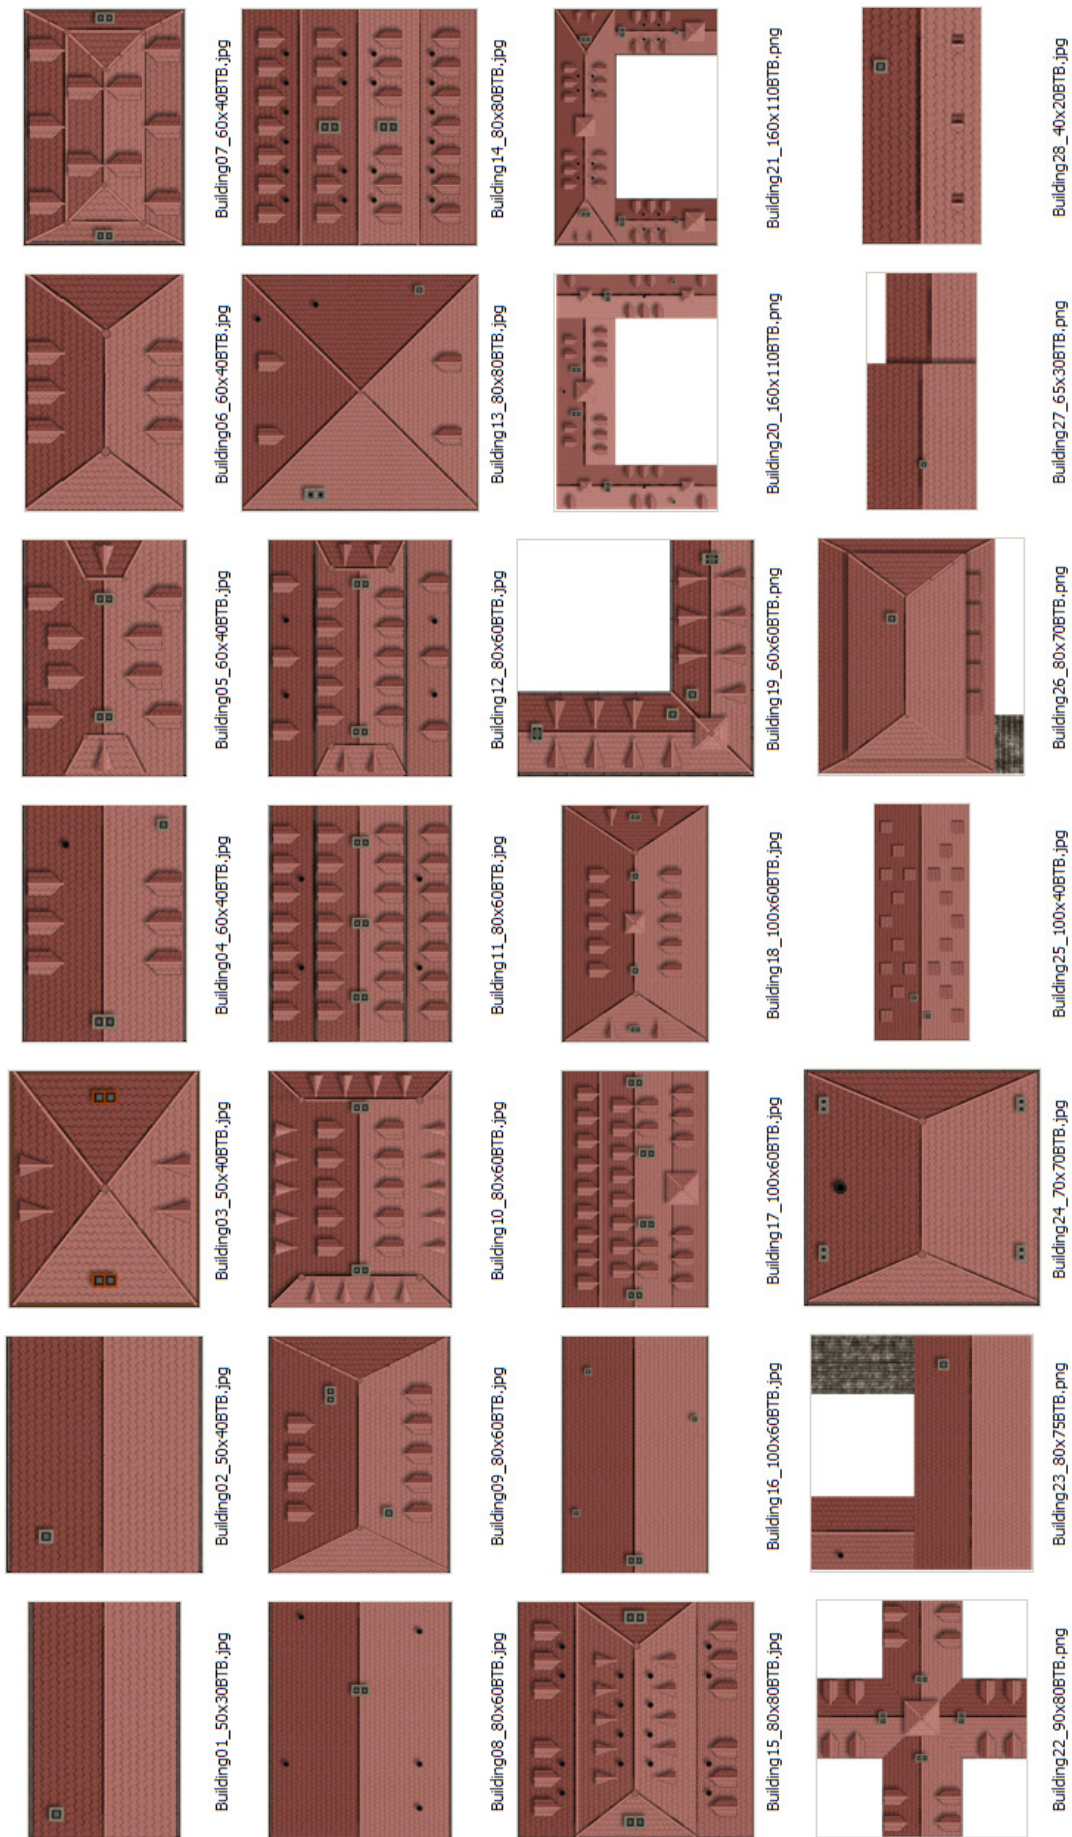 Building01_50x30BTB.jpg
Building02_50x40BTB.jpg
Building03_50x40BTB.jpg
Building04_60x40BTB.jpg
Building05_60x40BTB.jpg
Building06_60x40BTB.jpg
Building07_60x40BTB.jpg
Building08_80x60BTB.jpg
Building09_80x60BTB.jpg
Building10_80x60BTB.jpg
Building11_80x60BTB.jpg
Building12_80x60BTB.jpg
Building13_80x80BTB.jpg
Building14_80x80BTB.jpg
Building15_80x80BTB.jpg
Building16_100x60BTB.jpg
Building17_100x60BTB.jpg
Building18_100x60BTB.jpg
Building19_60x60BTB.png
Building20_160x110BTB.png
Building21_160x110BTB.png
Building22_90x80BTB.png
Building23_80x75BTB.png
Building24_70x70BTB.jpg
Building25_100x40BTB.jpg
Building26_80x70BTB.png
Building27_65x30BTB.png
Building28_40x20BTB.jpg